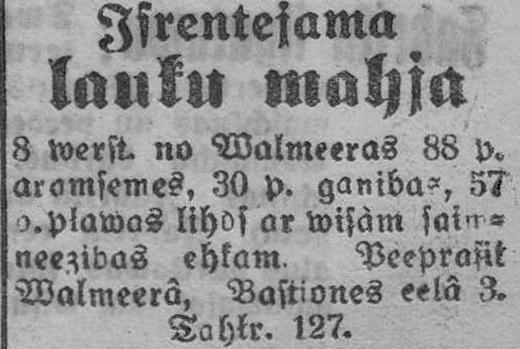 Isrentejama
lauku mahja
8 werst. no Walmeeras 88 p.
aramsemes, 30 p. ganibas, 57
p. plawas lihds ar wisàm saim=
neezibas ehkam. Peeprasit
Walmeerâ, Bastiones eelâ 3.
Tahlr. 127.